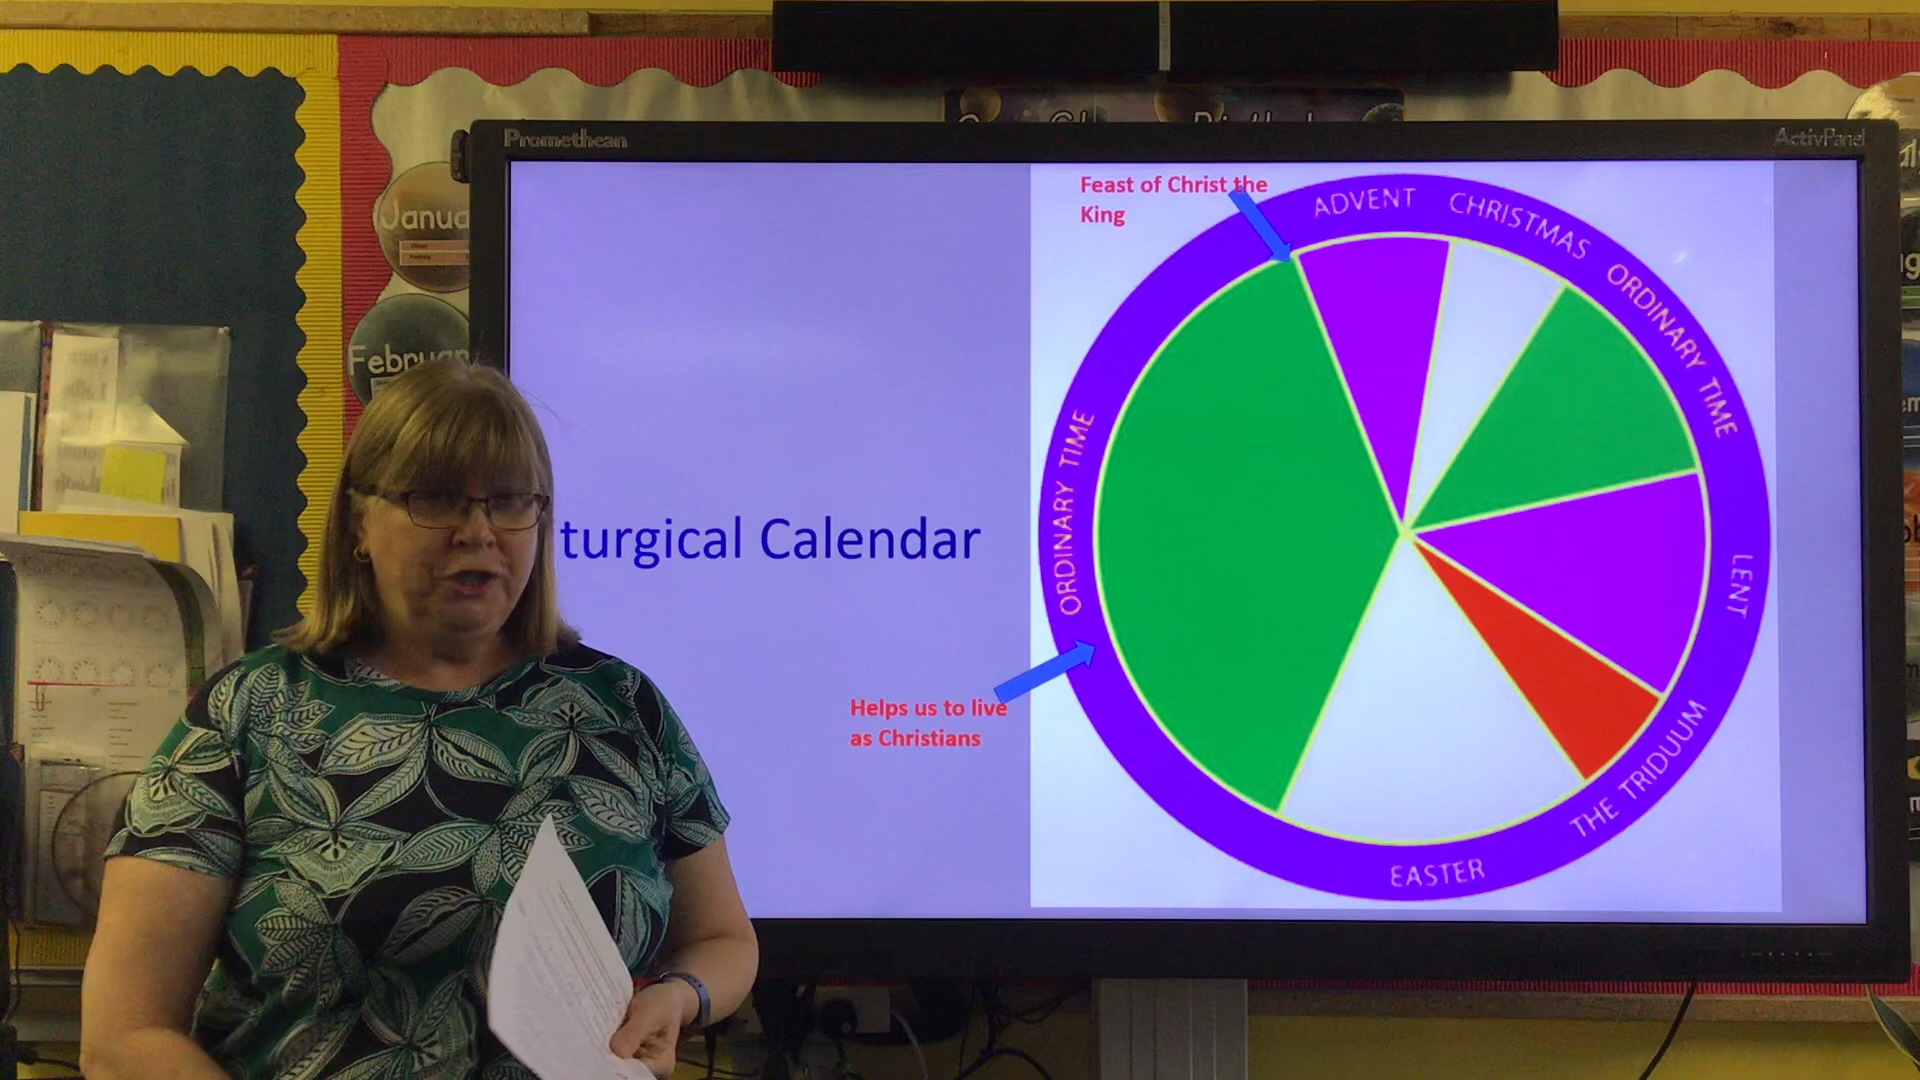 Promethean
ActivPanel
Janua
Februar
Feast of Christ the
King
ADVENT
CHRISTMAS
ORDINARY TIME
LENT
THE TRIDUUM
EASTER
ORDINARY TIME
turgical Calendar
Helps us to live
as Christians